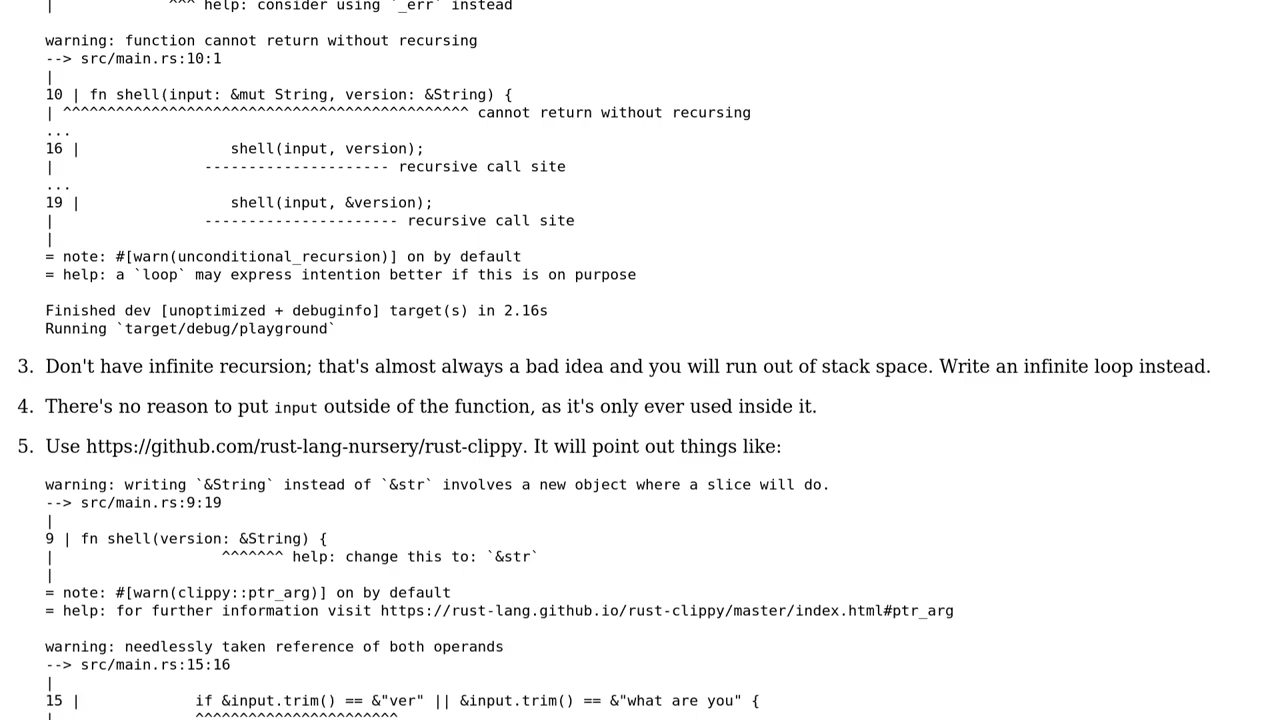 |             ^^^ help: consider using `_err` instead
warning: function cannot return without recursing
--> src/main.rs:10:1
|
10 | fn shell(input: &mut String, version: &String) {
| ^^^^^^^^^^^^^^^^^^^^^^^^^^^^^^^^^^^^^^^^^^^^^^ cannot return without recursing
...
16 |                 shell(input, version);
|                 --------------------- recursive call site
...
19 |                 shell(input, &version);
|                 ---------------------- recursive call site
|
= note: #[warn(unconditional_recursion)] on by default
= help: a `loop` may express intention better if this is on purpose
Finished dev [unoptimized + debuginfo] target(s) in 2.16s
Running `target/debug/playground`
3. Don't have infinite recursion; that's almost always a bad idea and you will run out of stack space. Write an infinite loop instead.
4. There's no reason to put input outside of the function, as it's only ever used inside it.
5. Use https://github.com/rust-lang-nursery/rust-clippy. It will point out things like:
warning: writing `&String` instead of `&str` involves a new object where a slice will do.
--> src/main.rs:9:19
|
9 | fn shell(version: &String) {
|                   ^^^^^^^ help: change this to: `&str`
|
= note: #[warn(clippy::ptr_arg)] on by default
= help: for further information visit https://rust-lang.github.io/rust-clippy/master/index.html#ptr_arg
warning: needlessly taken reference of both operands
--> src/main.rs:15:16
|
15 |             if &input.trim() == &"ver" || &input.trim() == &"what are you" {
|                ^^^^^^^^^^^^^^^^^^^^^^^